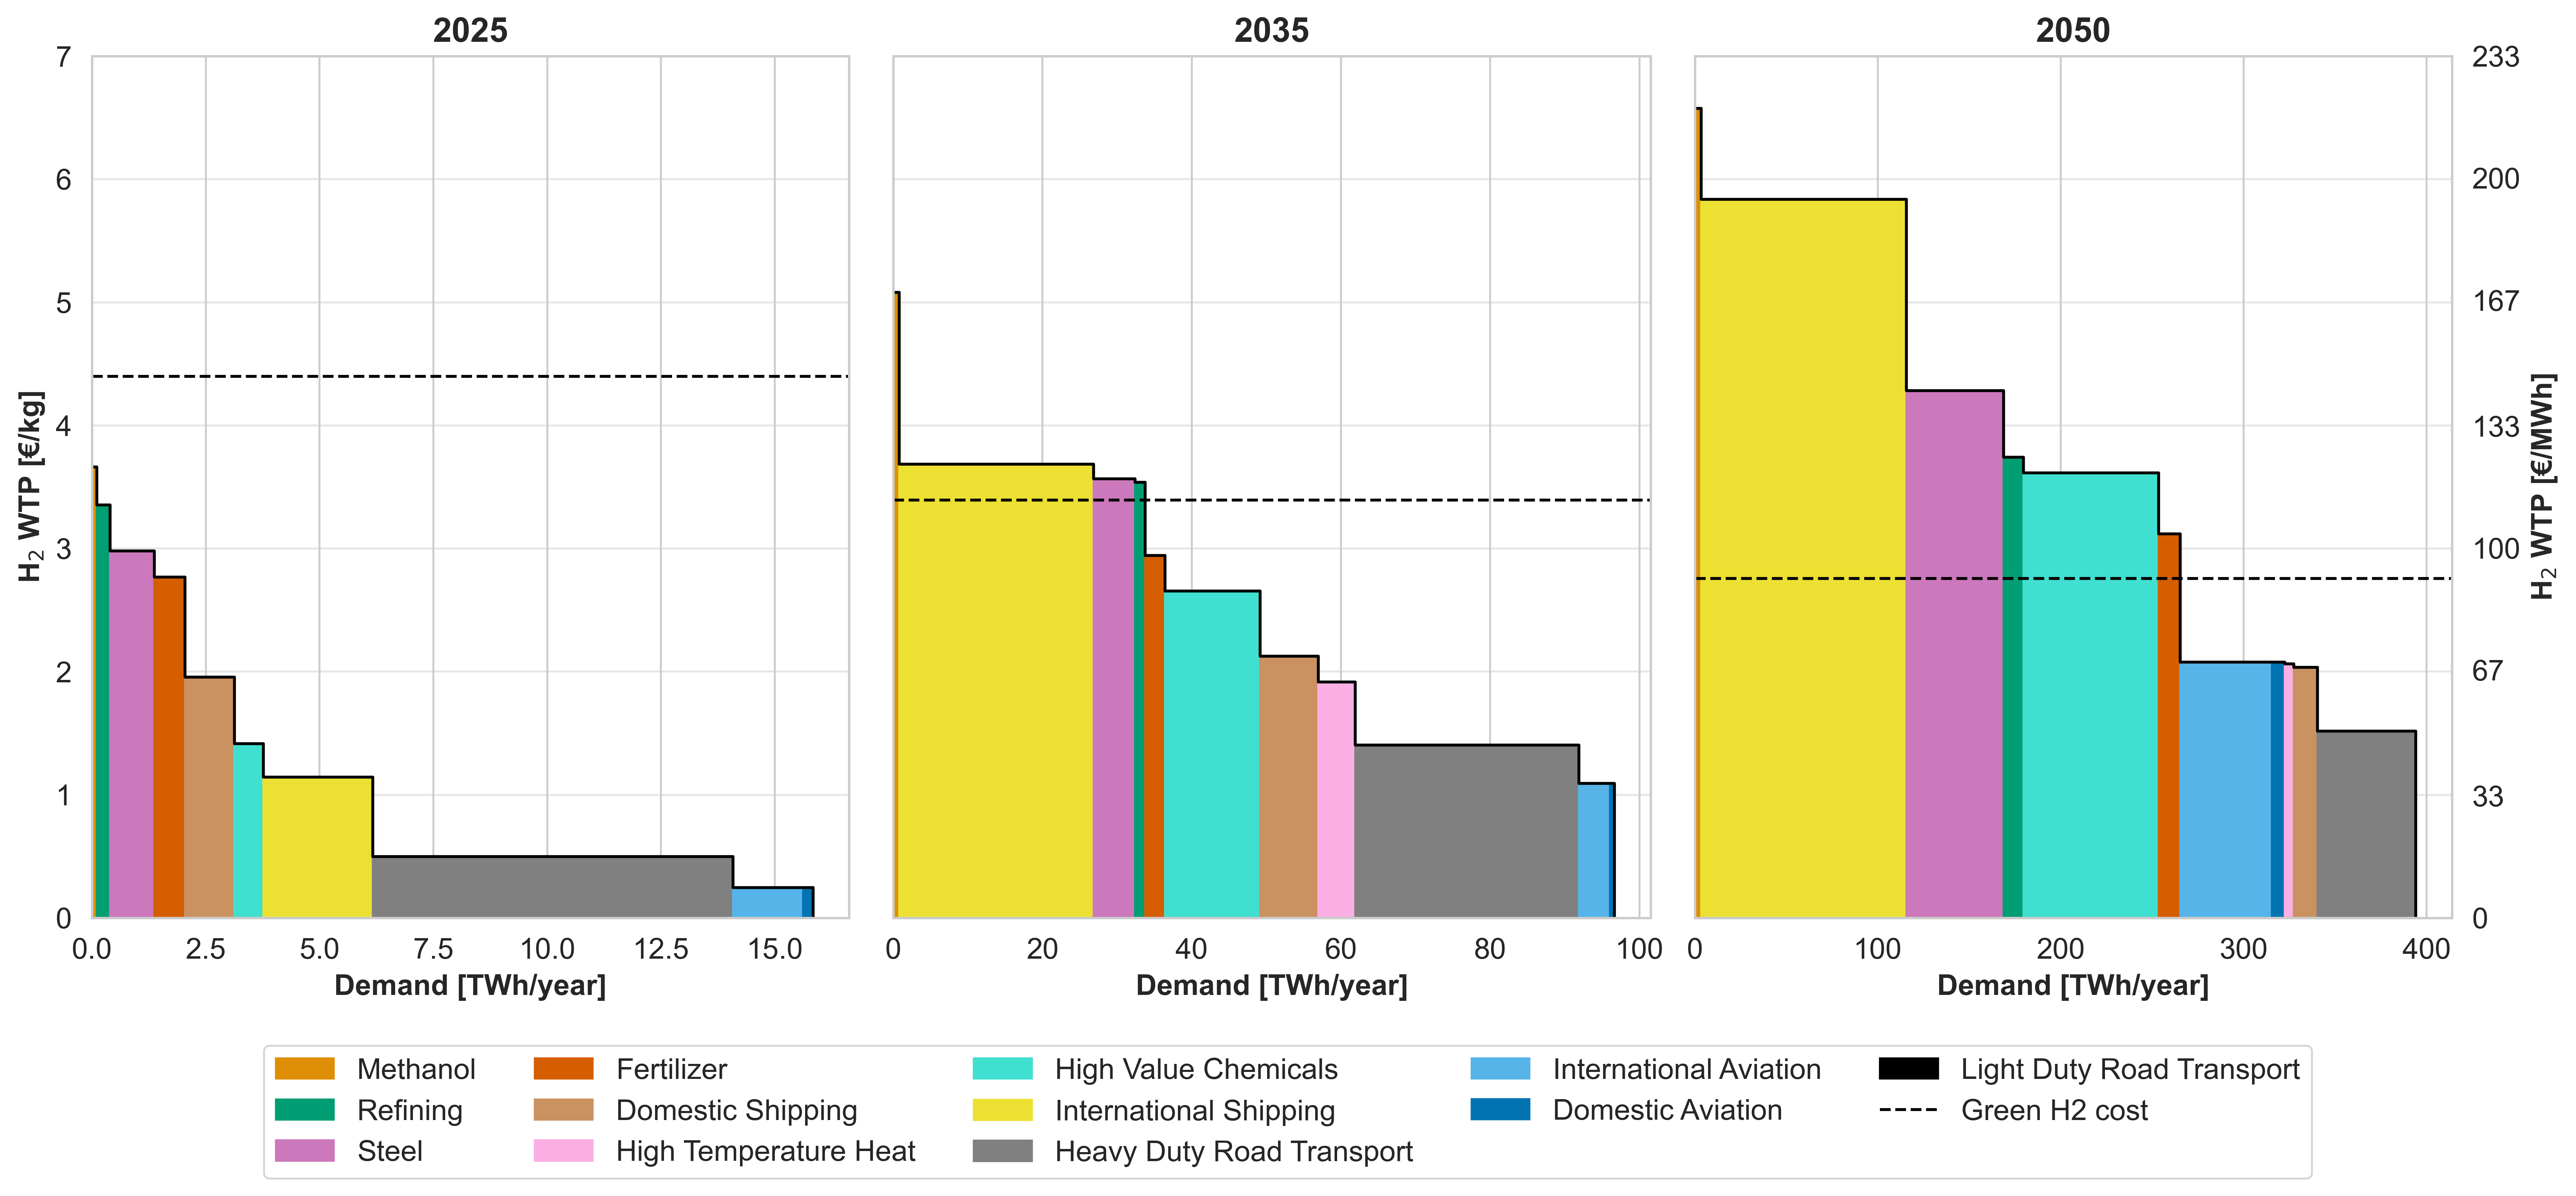 2025 2035 2050
7 233
6 200
5 167
4 133
3 100
2 67
1 33
0 0
H2 WTP [€/kg]
H2 WTP [€/MWh]
0.0 2.5 5.0 7.5 10.0 12.5 15.0 0 20 40 60 80 100 0 100 200 300 400
Demand [TWh/year] Demand [TWh/year] Demand [TWh/year]
Methanol Fertilizer High Value Chemicals International Aviation Light Duty Road Transport
Refining Domestic Shipping International Shipping Domestic Aviation Green H2 cost
Steel High Temperature Heat Heavy Duty Road Transport